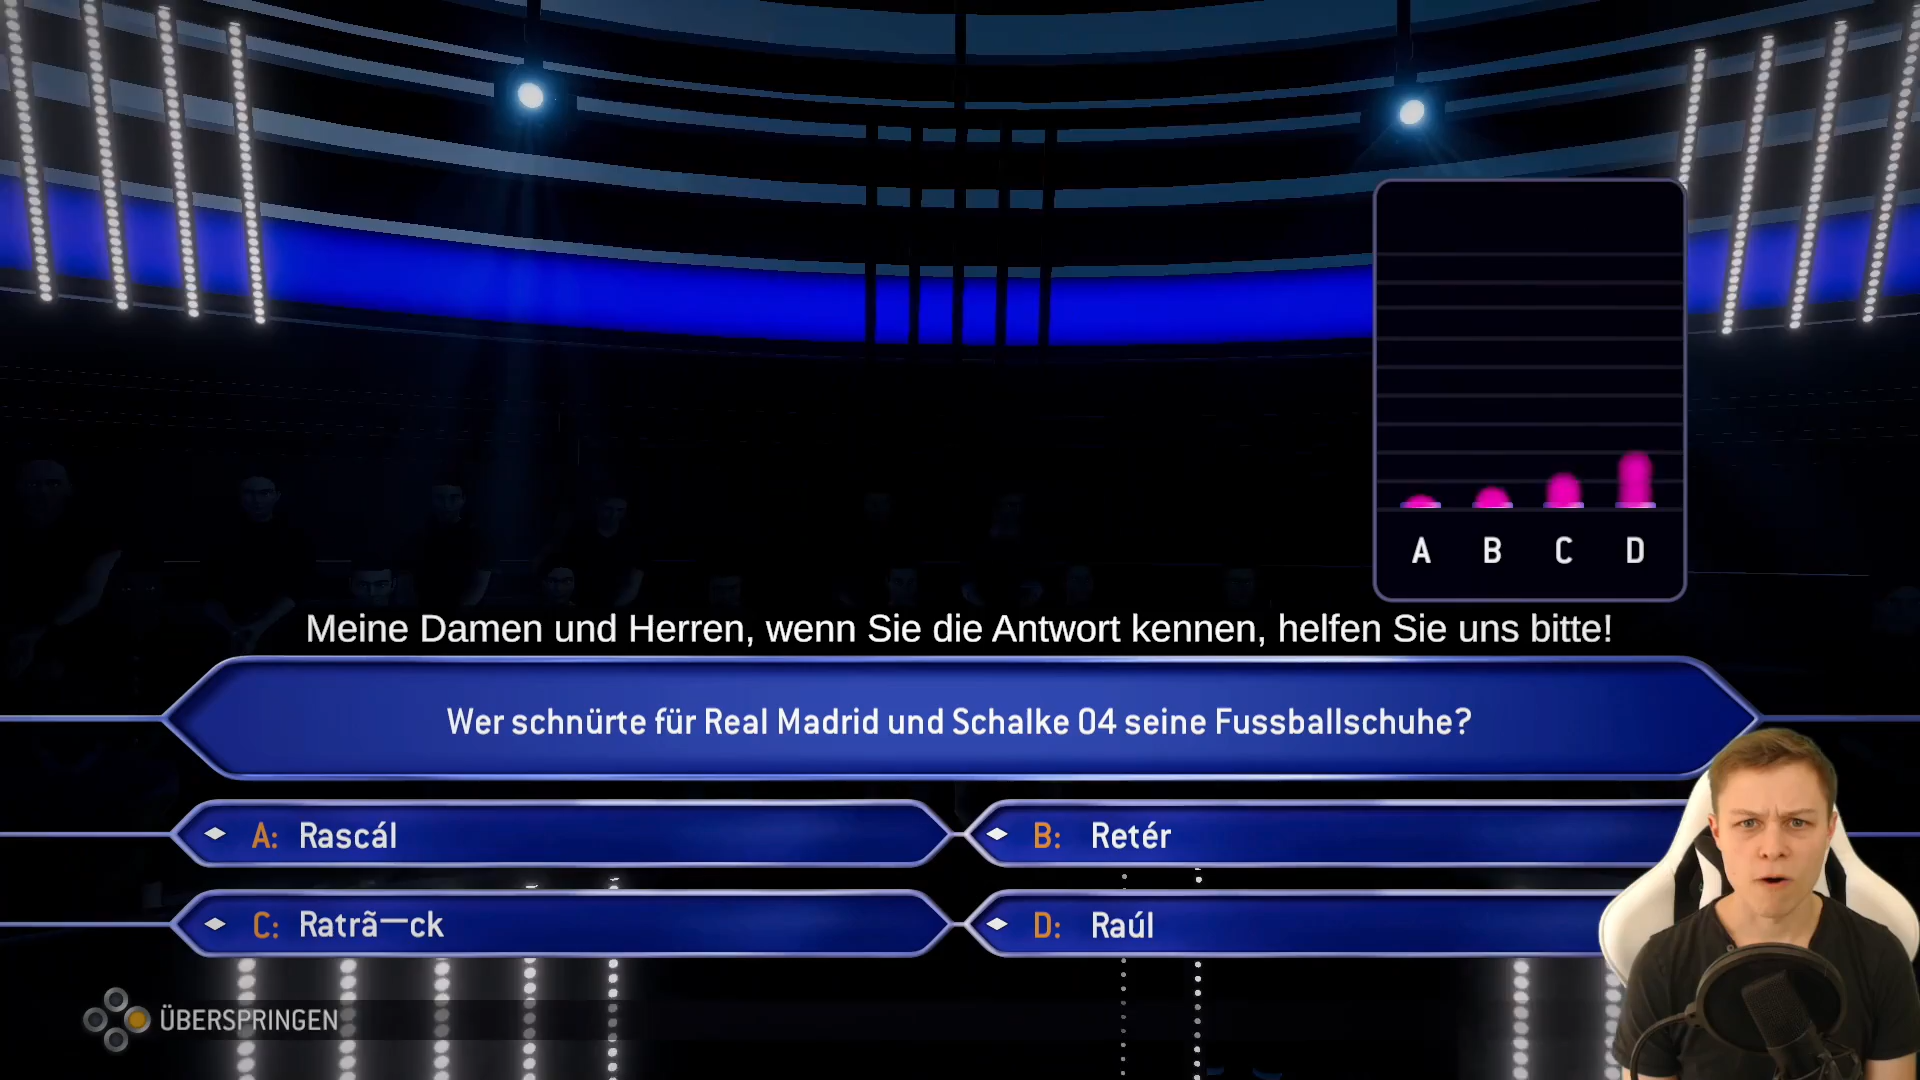 A B C D
Meine Damen und Herren, wenn Sie die Antwort kennen, helfen Sie uns bitte!
Wer schnürte für Real Madrid und Schalke 04 seine Fussballschuhe?
A: Rascál
B: Retér
C: Ratrã—ck
D: Raúl
ÜBERSPRINGEN